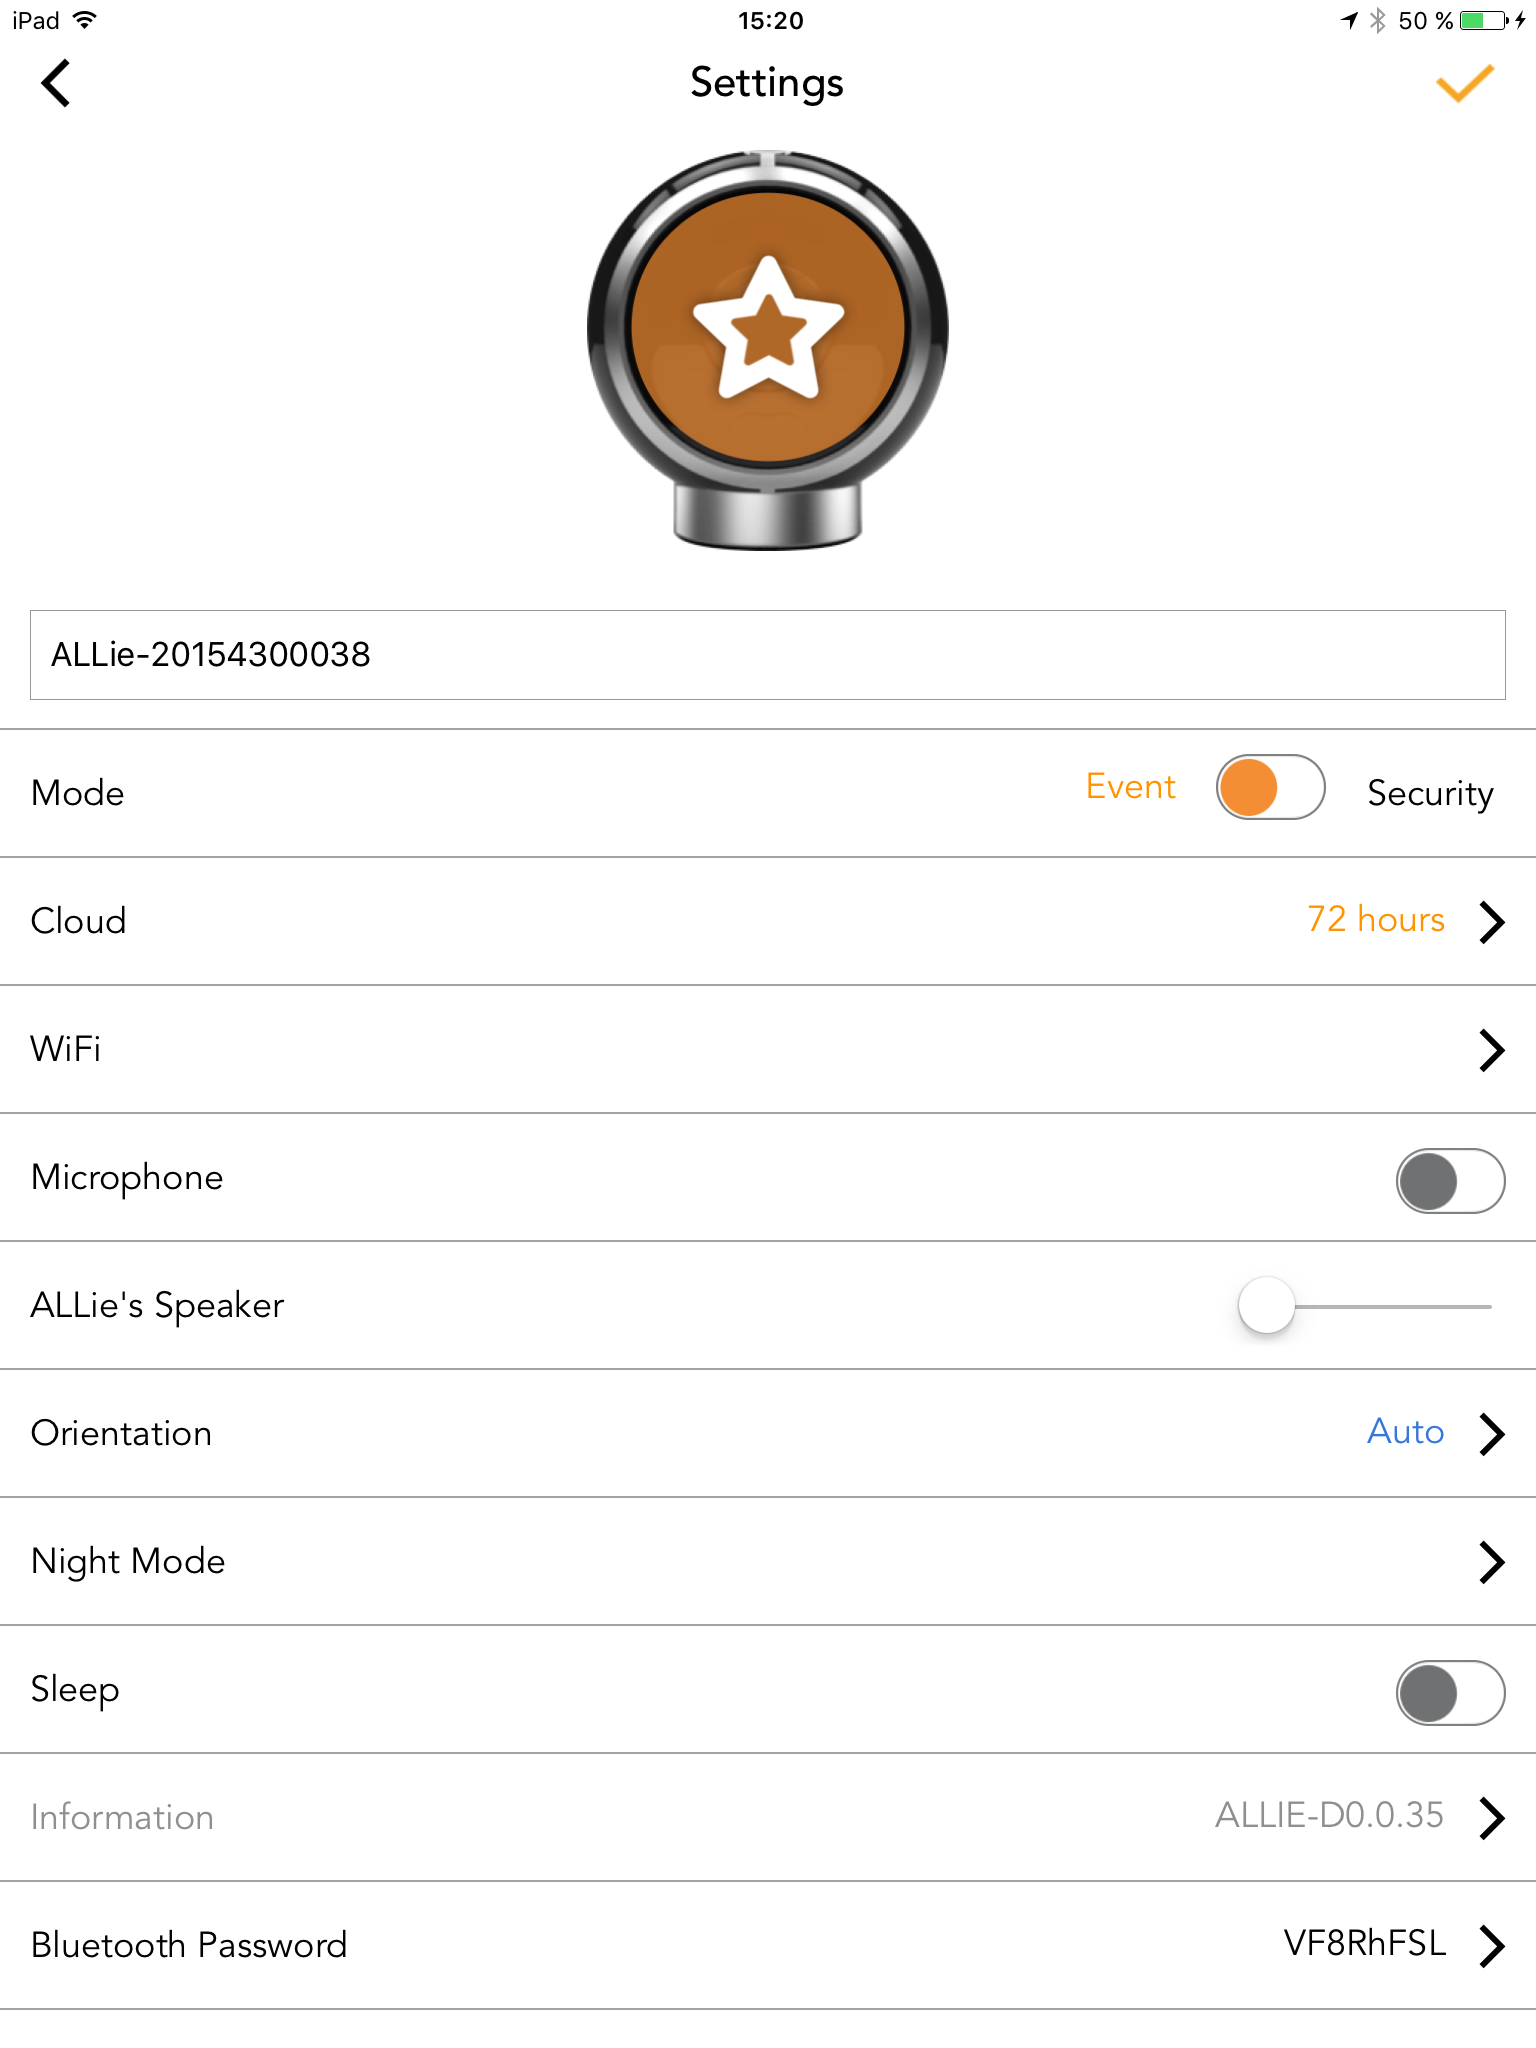 iPad 15:20 50 %
Settings
ALLie-20154300038
Mode Event Security
Cloud 72 hours
WiFi
Microphone
ALLie's Speaker
Orientation Auto
Night Mode
Sleep
Information ALLIE-D0.0.35
Bluetooth Password VF8RhFSL